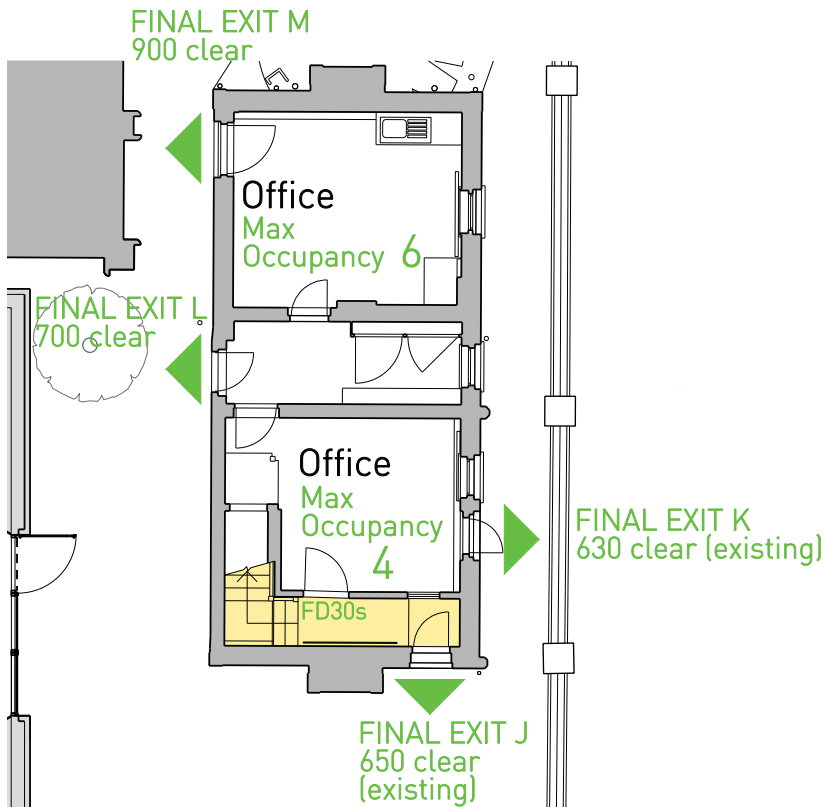 FINAL EXIT M
900 clear
Office
Max
Occupancy 6
FINAL EXIT L
700 clear
Office
Max
Occupancy
4
FINAL EXIT K
630 clear (existing)
FD30s
FINAL EXIT J
650 clear
(existing)